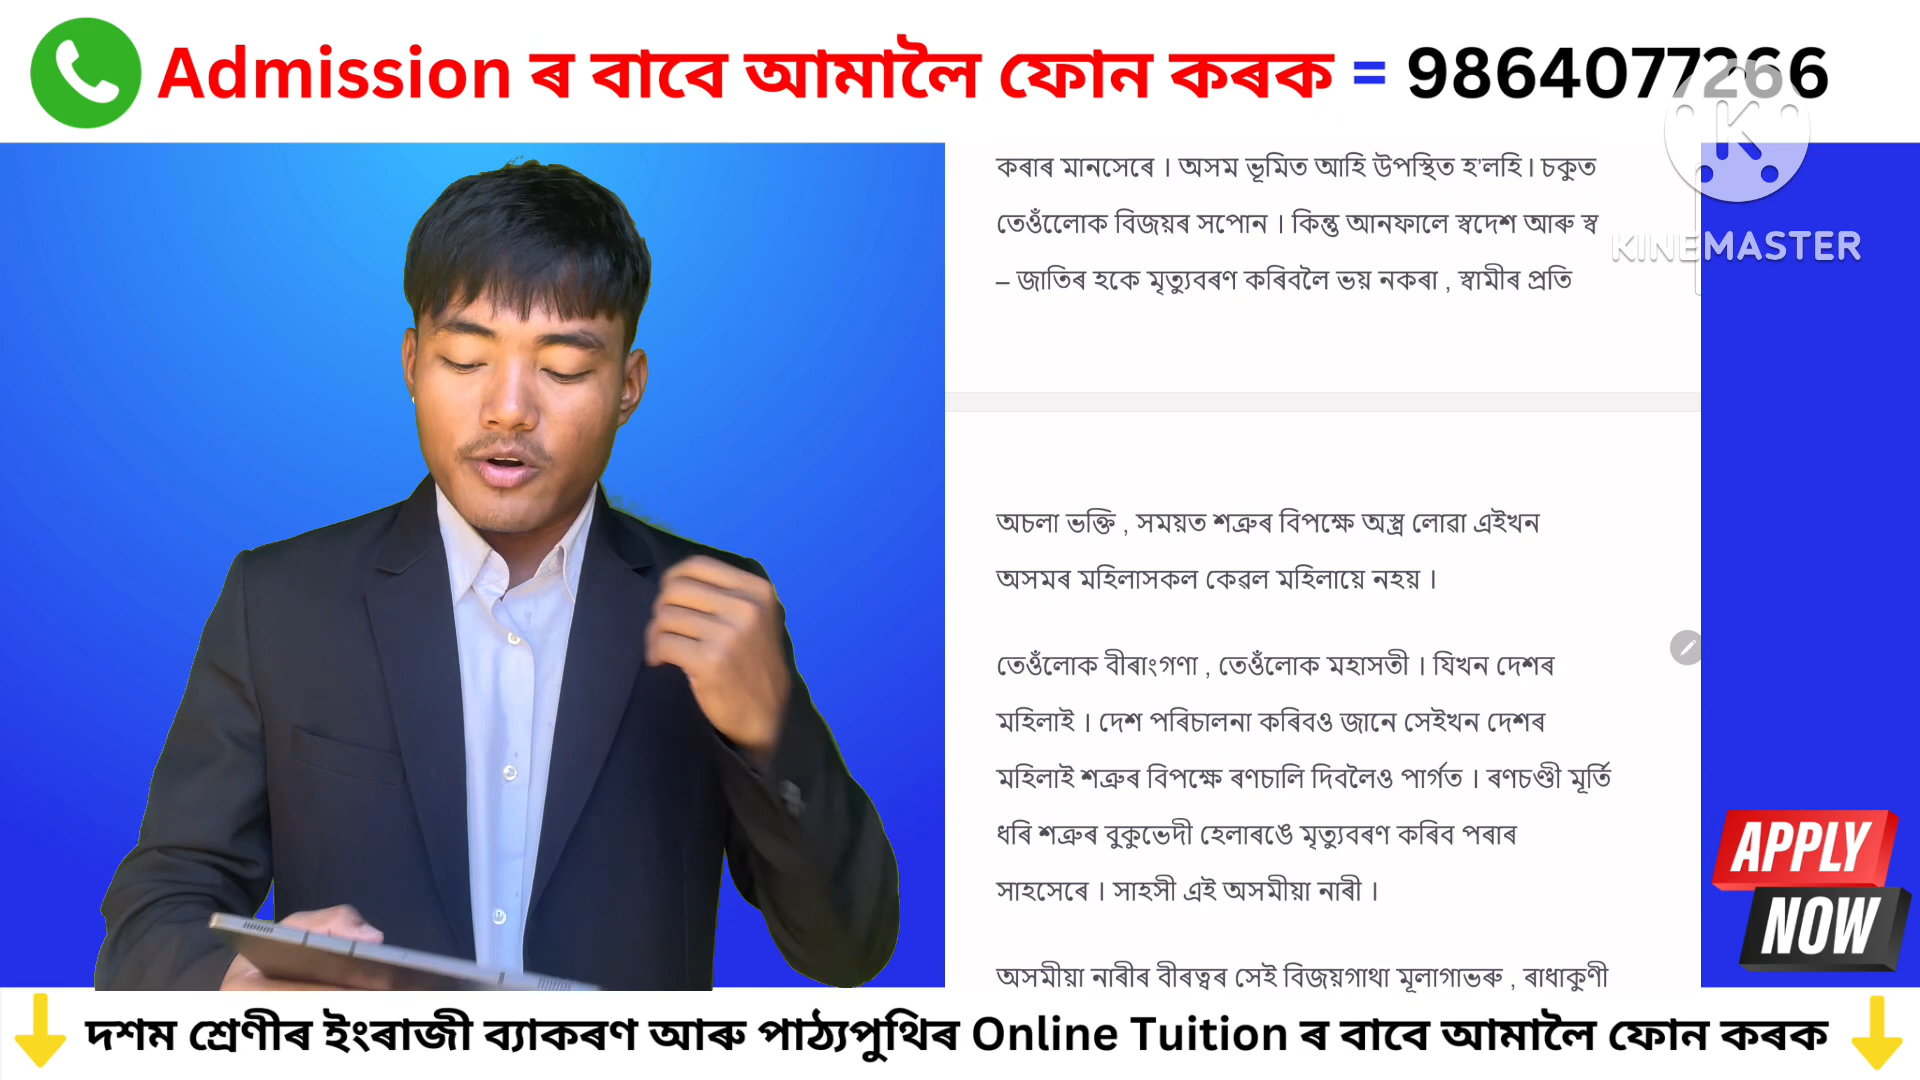 Admission ৰ বাবে আমালৈ ফোন কৰক = 9864077266
কৰাৰ মানসেৰে । অসম ভূমিত আহি উপস্থিত হ'লহি। চকুত
তেওঁলোেক বিজয়ৰ সপোন । কিন্তু আনফালে স্বদেশ আৰু স্ব
– জাতিৰ হকে মৃত্যুবৰণ কৰিবলৈ ভয় নকৰা , স্বামীৰ প্ৰতি
KINEMASTER
অচলা ভক্তি , সময়ত শত্ৰুৰ বিপক্ষে অস্ত্ৰ লোৱা এইখন
অসমৰ মহিলাসকল কেৱল মহিলায়ে নহয় ।
তেওঁলোক বীৰাংগণা , তেওঁলোক মহাসতী । যিখন দেশৰ
মহিলাই । দেশ পৰিচালনা কৰিবও জানে সেইখন দেশৰ
মহিলাই শত্ৰুৰ বিপক্ষে ৰণচালি দিবলৈও পাৰ্গত । ৰণচণ্ডী মূৰ্তি
ধৰি শত্ৰুৰ বুকুভেদী হেলাৰঙে মৃত্যুবৰণ কৰিব পৰাৰ
সাহসেৰে । সাহসী এই অসমীয়া নাৰী ।
অসমীয়া নাৰীৰ বীৰত্বৰ সেই বিজয়গাথা মূলাগাভৰু , ৰাধাকুণী
APPLY
NOW
দশম শ্ৰেণীৰ ইংৰাজী ব্যাকৰণ আৰু পাঠ্যপুথিৰ Online Tuition ৰ বাবে আমালৈ ফোন কৰক